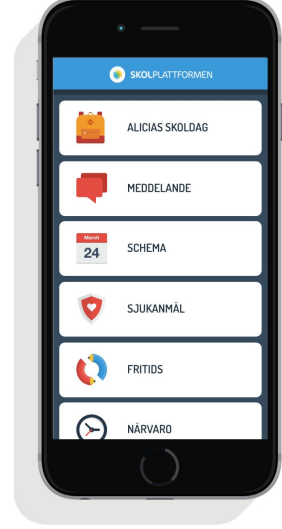 SKOLPLATTFORMEN
ALICIAS SKOLDAG
MEDDELANDE
March
24
SCHEMA
SJUKANMÄL
FRITIDS
NÄRVARO